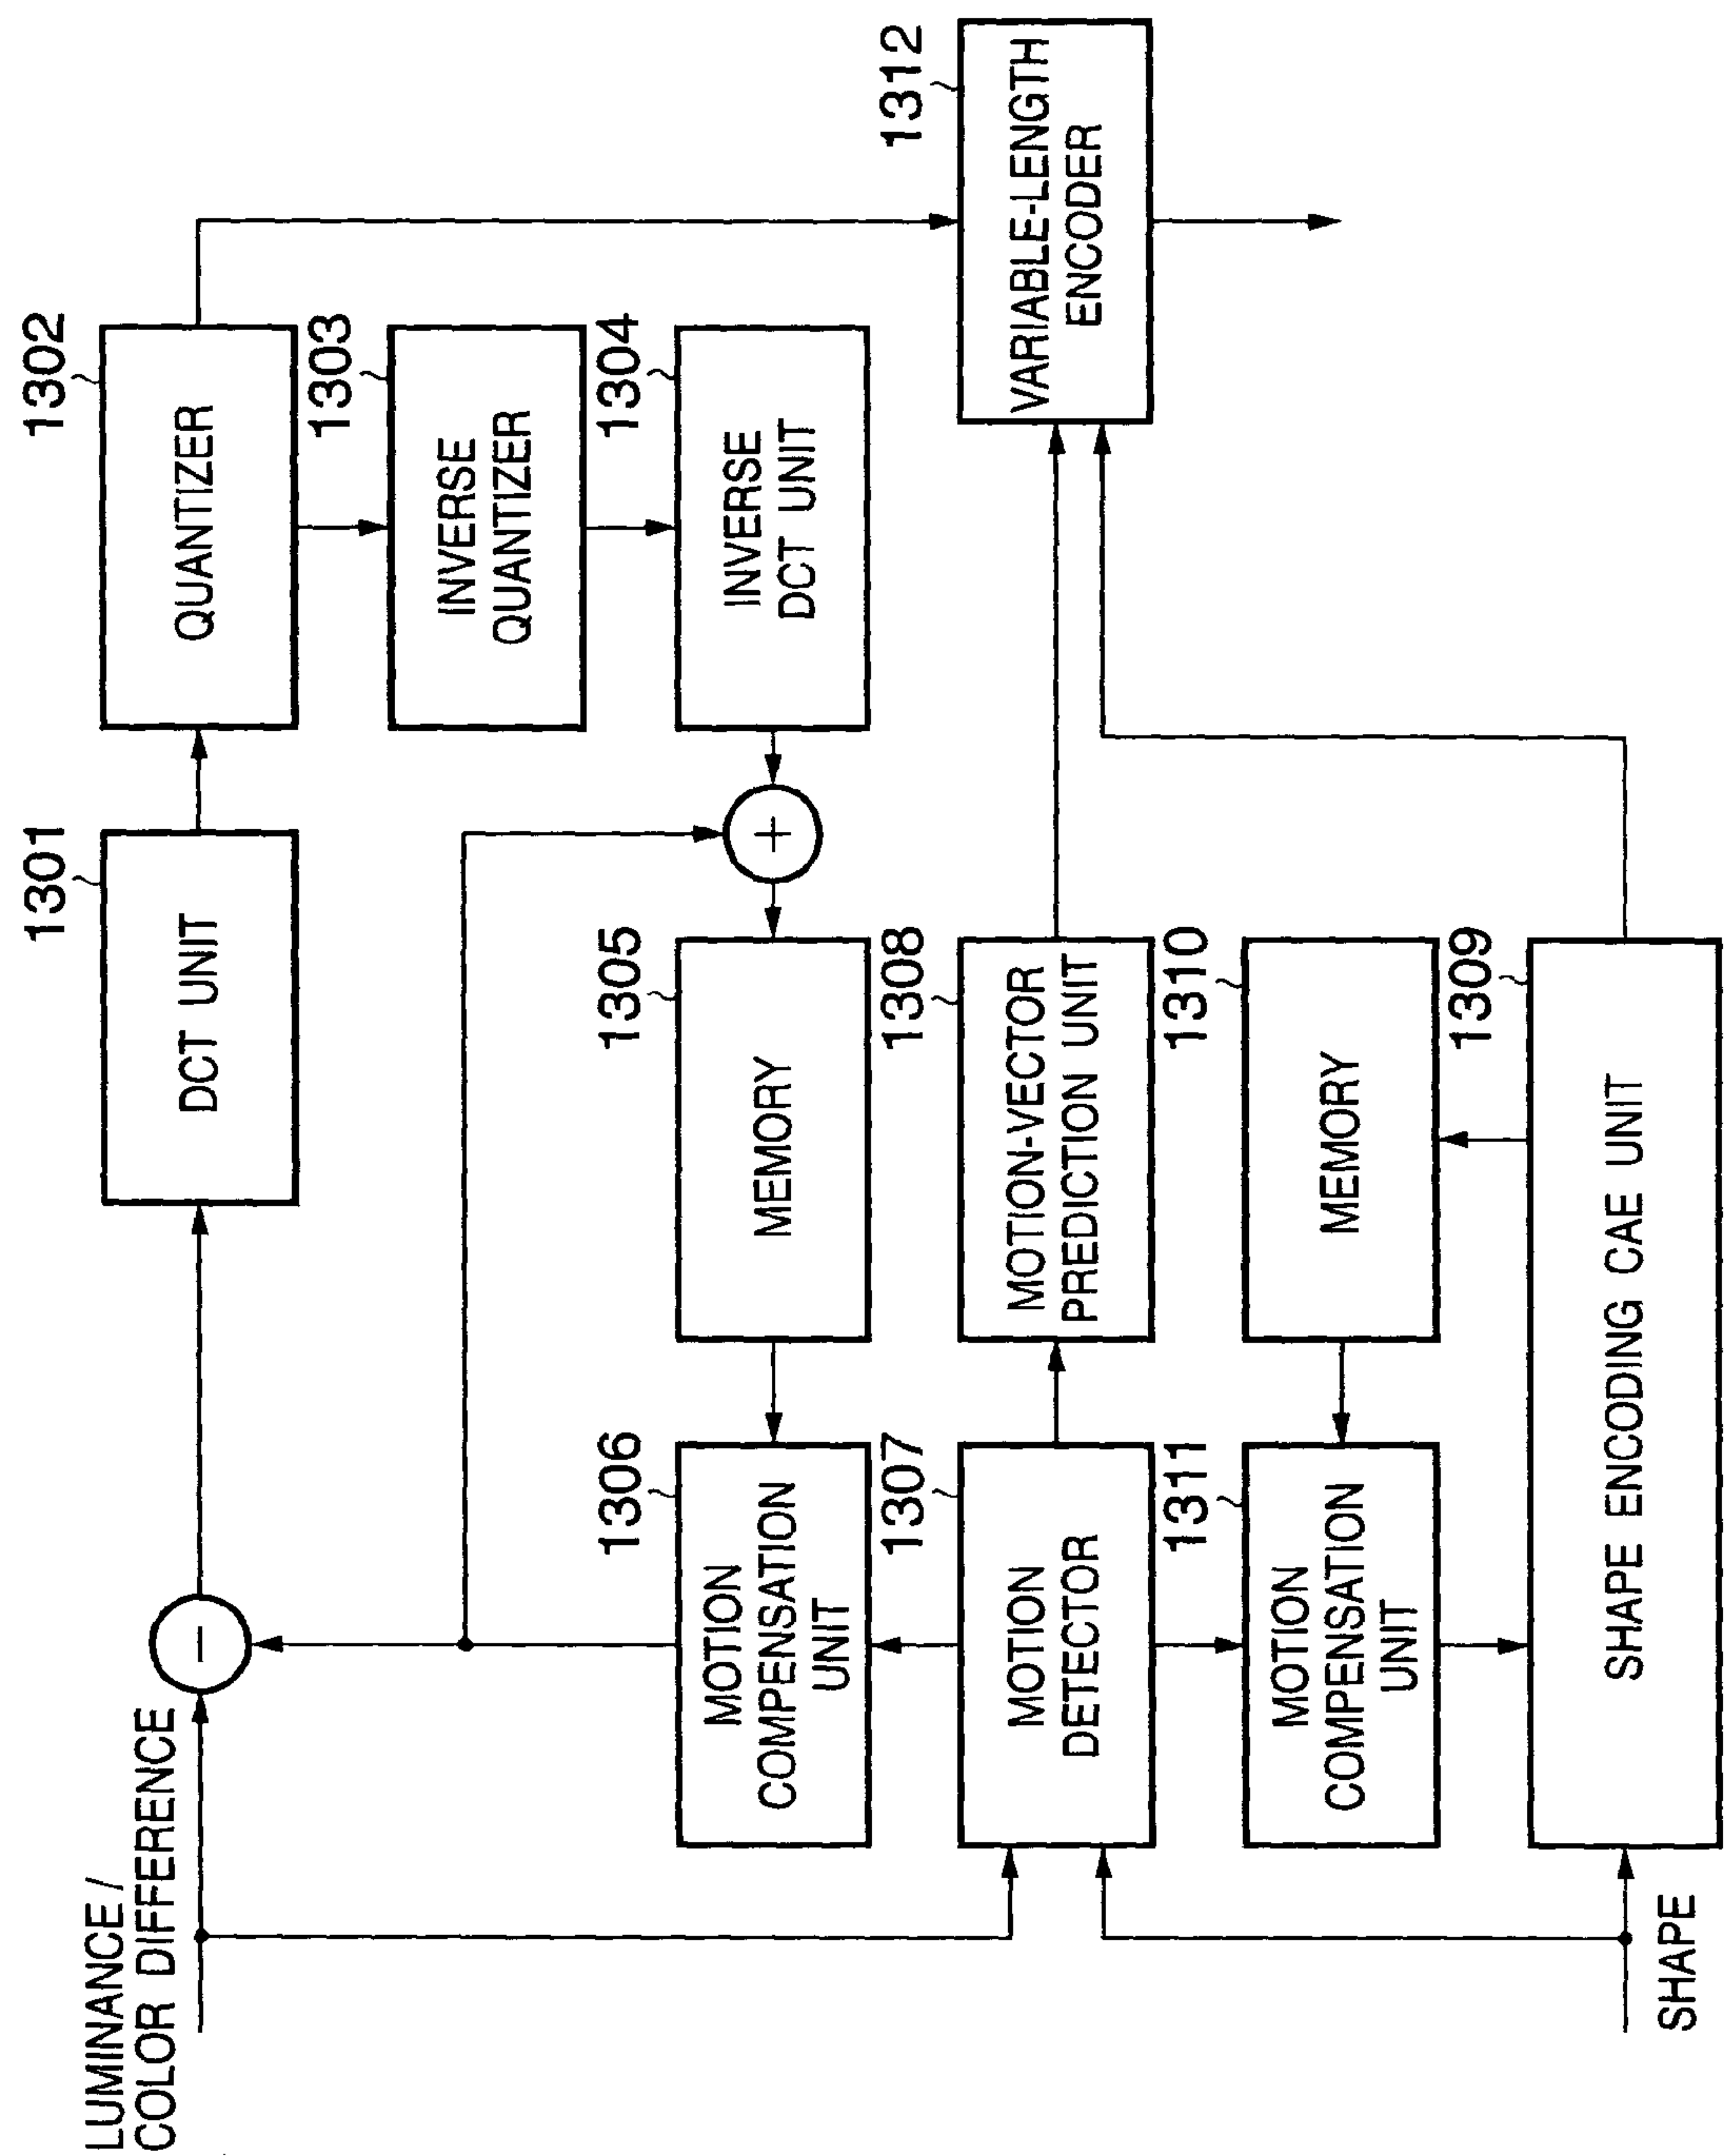 LUMINANCE /
COLOR DIFFERENCE
−
1301
DCT UNIT
1302
QUANTIZER
1303
INVERSE
QUANTIZER
1304
INVERSE
DCT UNIT
+
1305
MEMORY
1306
MOTION
COMPENSATION
UNIT
1307
MOTION
DETECTOR
1308
MOTION-VECTOR
PREDICTION UNIT
1312
VARIABLE-LENGTH
ENCODER
1311
MOTION
COMPENSATION
UNIT
1310
MEMORY
1309
SHAPE ENCODING CAE UNIT
SHAPE